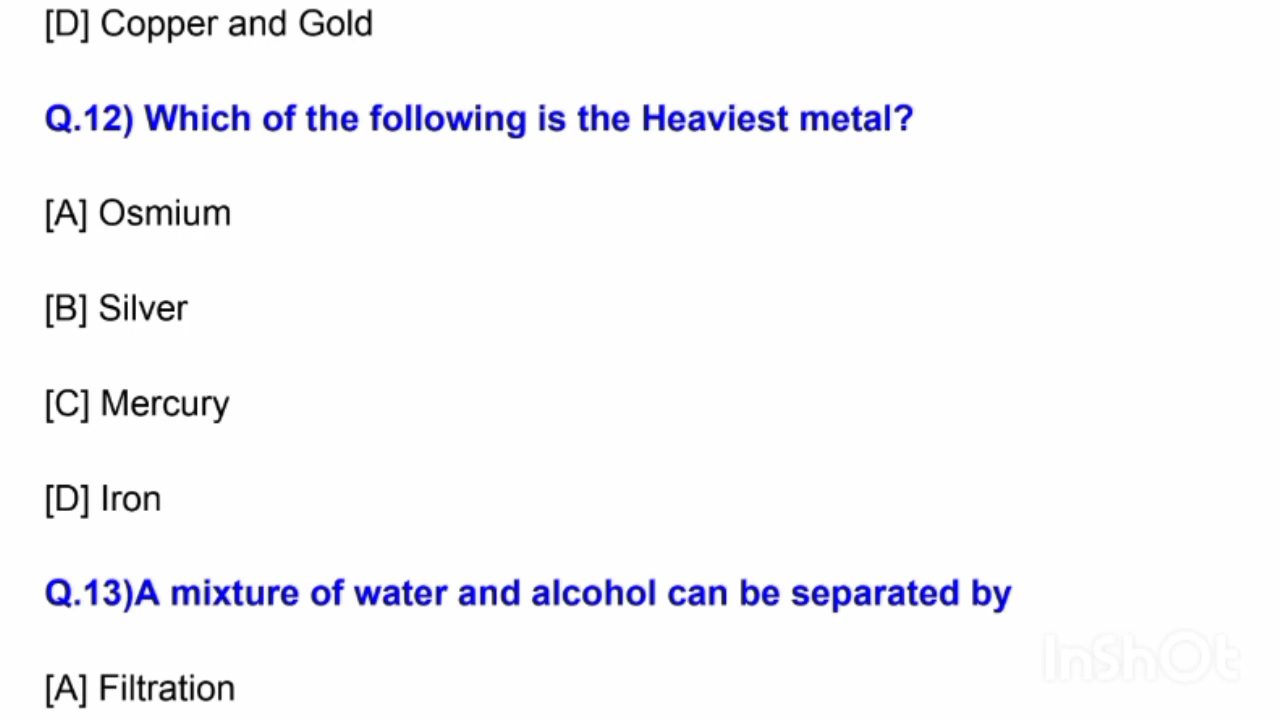 [D] Copper and Gold
Q.12) Which of the following is the Heaviest metal?
[A] Osmium
[B] Silver
[C] Mercury
[D] Iron
Q.13)A mixture of water and alcohol can be separated by
[A] Filtration
InShOt